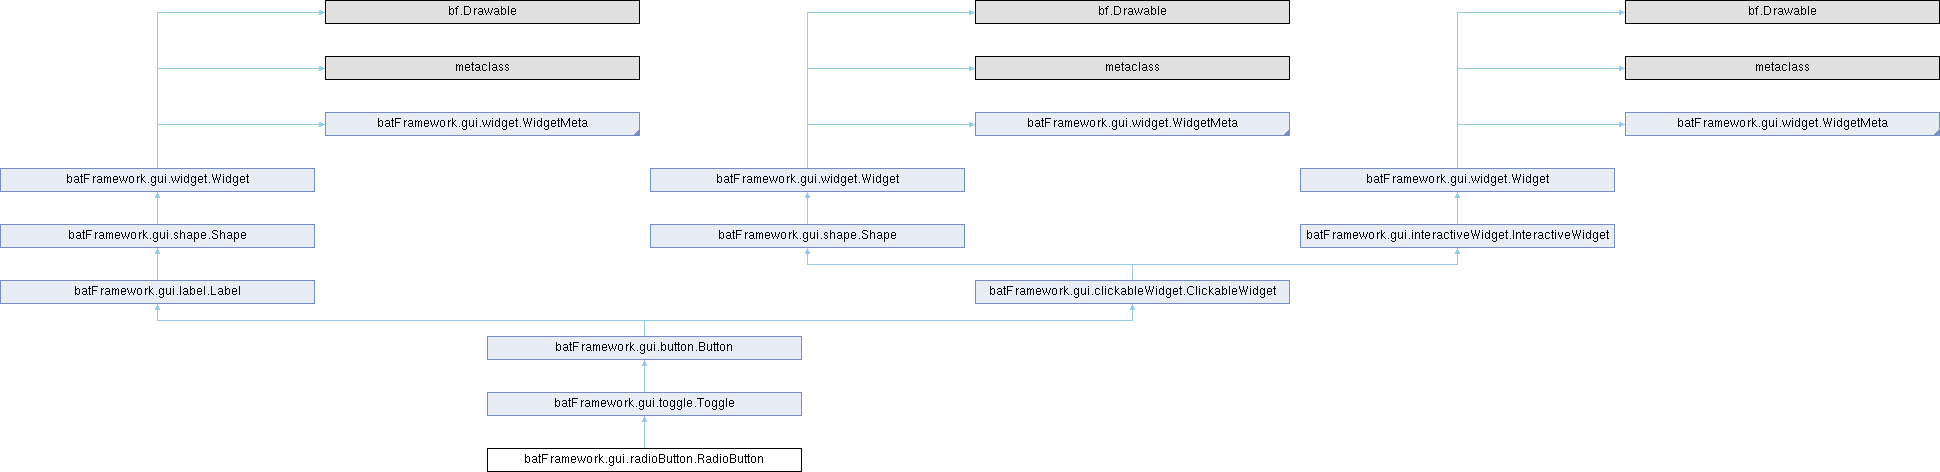 bf.Drawable
bf.Drawable
bf.Drawable
metaclass
metaclass
metaclass
batFramework.gui.widget.WidgetMeta
batFramework.gui.widget.WidgetMeta
batFramework.gui.widget.WidgetMeta
batFramework.gui.widget.Widget
batFramework.gui.widget.Widget
batFramework.gui.widget.Widget
batFramework.gui.shape.Shape
batFramework.gui.shape.Shape
batFramework.gui.interactiveWidget.InteractiveWidget
batFramework.gui.label.Label
batFramework.gui.clickableWidget.ClickableWidget
batFramework.gui.button.Button
batFramework.gui.toggle.Toggle
batFramework.gui.radioButton.RadioButton